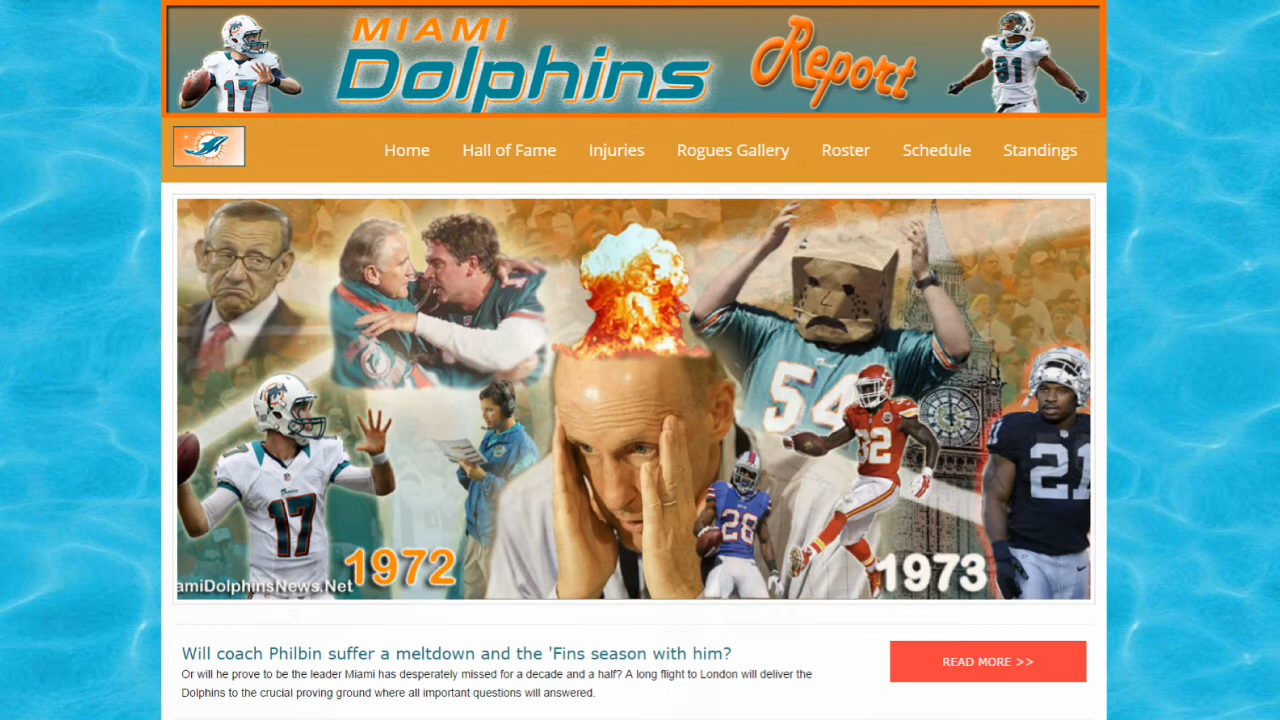 MIAMI
Dolphins
Report
17
91
Home Hall of Fame Injuries Rogues Gallery Roster Schedule Standings
54
32
21
17
28
1972
1973
amiDolphinsNews.Net
Will coach Philbin suffer a meltdown and the 'Fins season with him?
READ MORE >>
Or will he prove to be the leader Miami has desperately missed for a decade and a half? A long flight to London will deliver the
Dolphins to the crucial proving ground where all important questions will answered.